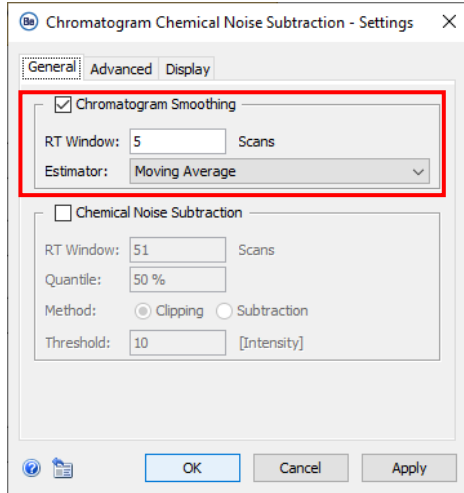 Be Chromatogram Chemical Noise Subtraction - Settings
General Advanced Display
Chromatogram Smoothing
RT Window: 5 Scans
Estimator: Moving Average
Chemical Noise Subtraction
RT Window: 51 Scans
Quantile: 50 %
Method: Clipping Subtraction
Threshold: 10 [Intensity]
? OK Cancel Apply